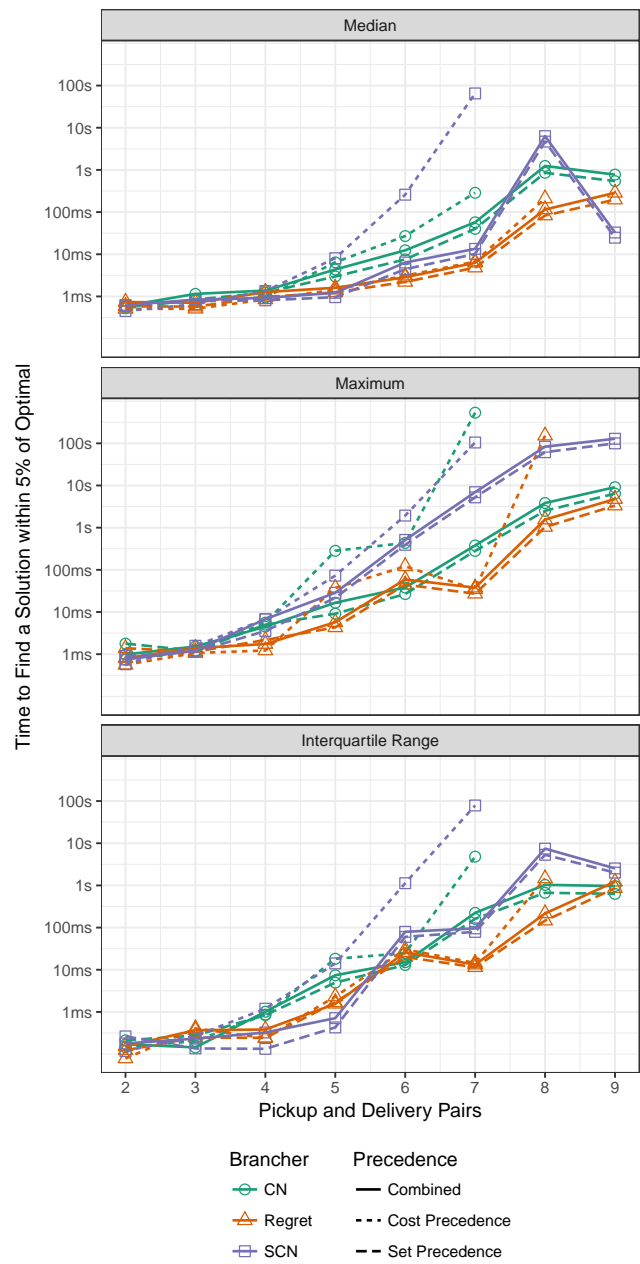 Time to Find a Solution within 5% of Optimal
Median
100s
10s
1s
100ms
10ms
1ms
Maximum
100s
10s
1s
100ms
10ms
1ms
Interquartile Range
100s
10s
1s
100ms
10ms
1ms
2 3 4 5 6 7 8 9
Pickup and Delivery Pairs
Brancher Precedence
CN Combined
Regret Cost Precedence
SCN Set Precedence